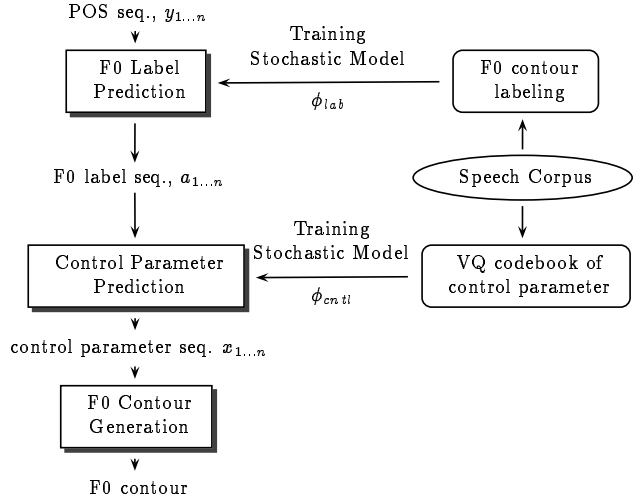 POS seq., y₁...ₙ
F0 Label
Prediction
Training
Stochastic Model
ϕ_lab
F0 contour
labeling
F0 label seq., a₁...ₙ
Speech Corpus
Control Parameter
Prediction
Training
Stochastic Model
ϕ_cntl
VQ codebook of
control parameter
control parameter seq. x₁...ₙ
F0 Contour
Generation
F0 contour